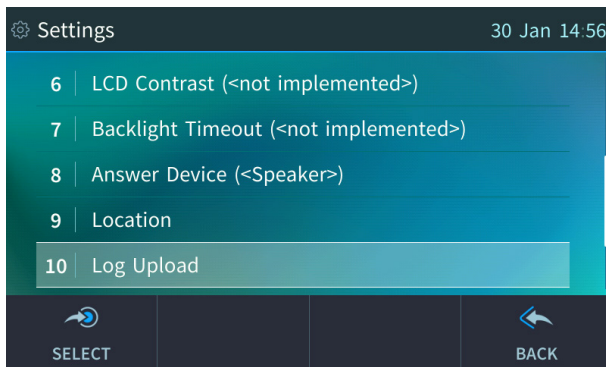 Settings 30 Jan 14:56
6 LCD Contrast (<not implemented>)
7 Backlight Timeout (<not implemented>)
8 Answer Device (<Speaker>)
9 Location
10 Log Upload
SELECT BACK